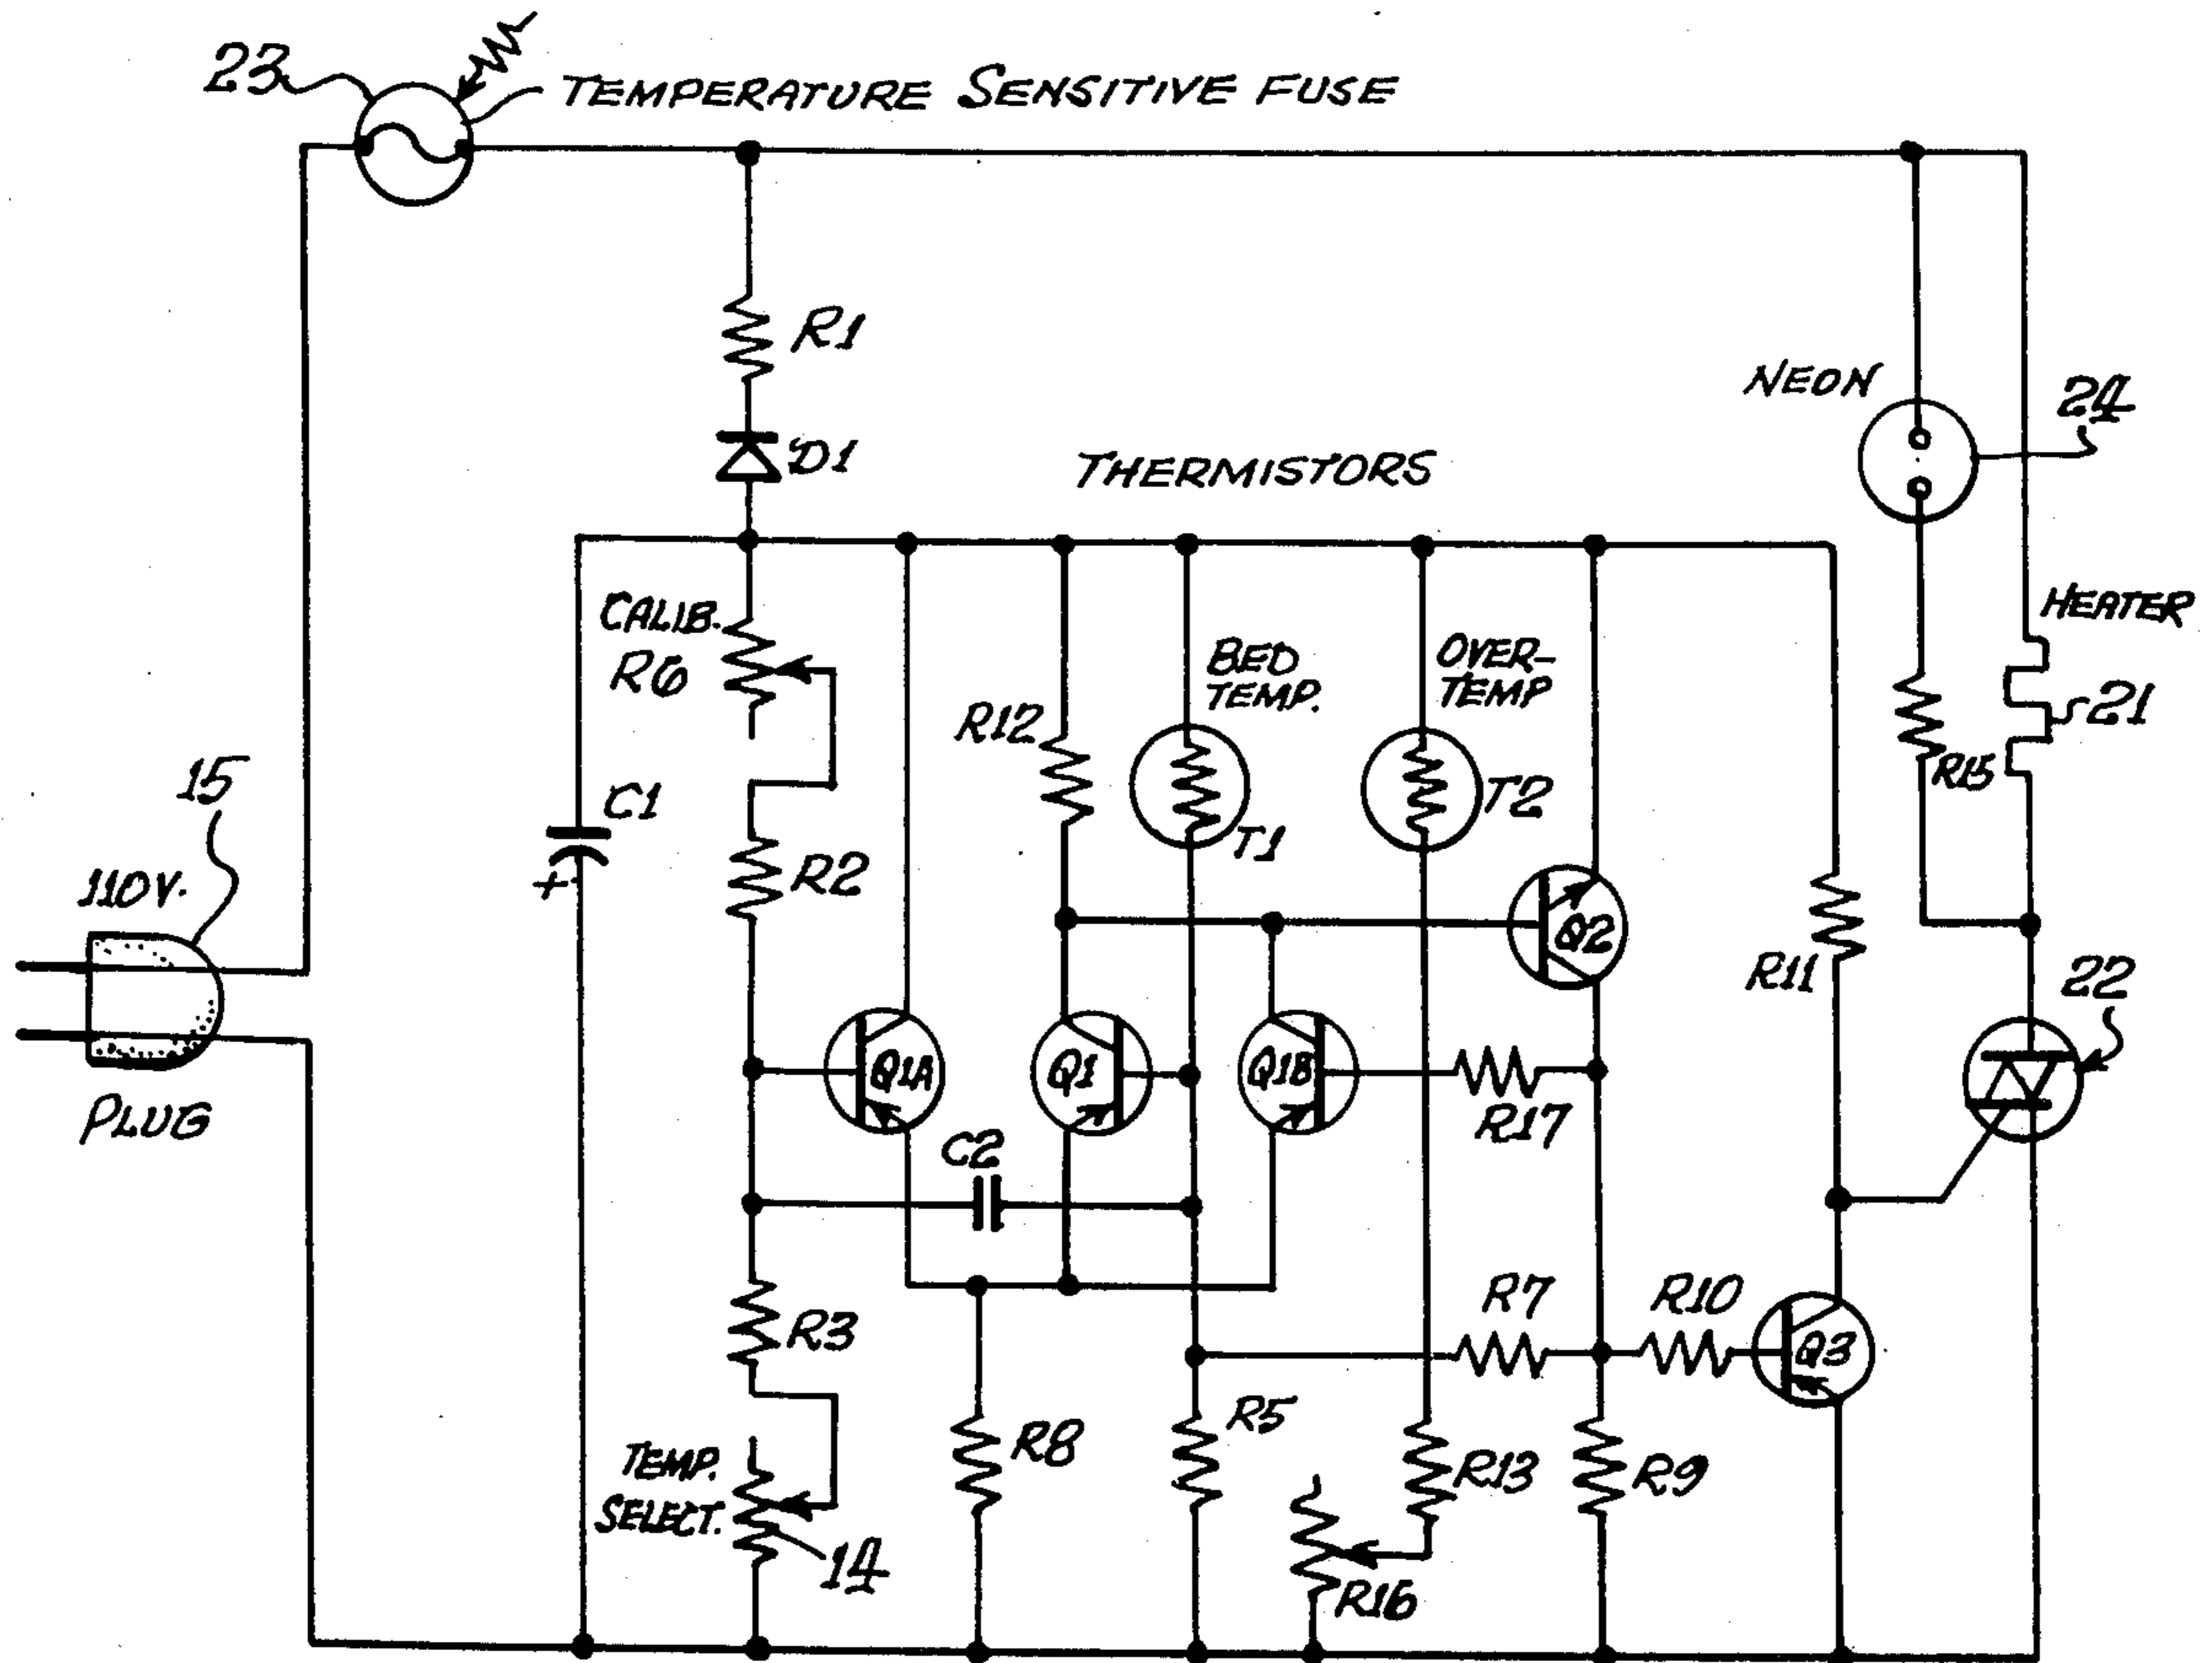 23
TEMPERATURE SENSITIVE FUSE
R1
D1
THERMISTORS
NEON
24
CALIB.
R6
R12
BED
TEMP.
OVER-
TEMP
HEATER
21
R15
15
C1
R2
T1
T2
110V.
+
Q2
R11
22
Q1A
Q1
Q1B
R17
PLUG
C2
R3
R7
R10
Q3
R8
R5
R13
R9
TEMP.
SELECT.
14
R16